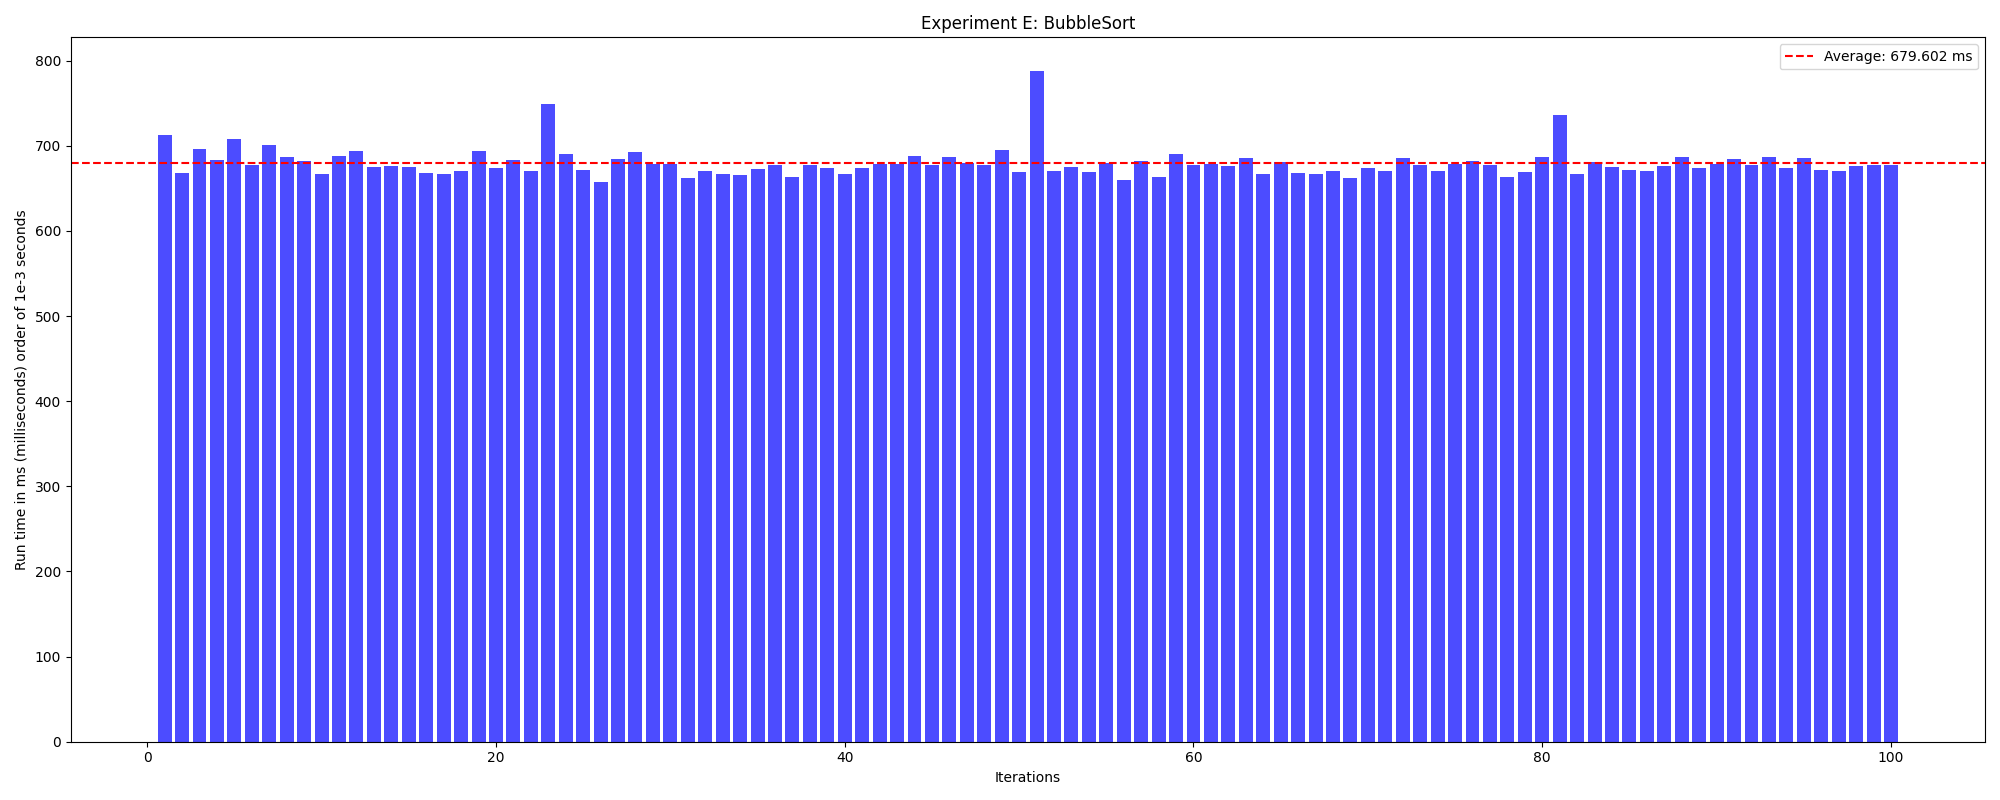 Experiment E: BubbleSort
Average: 679.602 ms
Run time in ms (milliseconds) order of 1e-3 seconds
800
700
600
500
400
300
200
100
0
0 20 40 60 80 100
Iterations